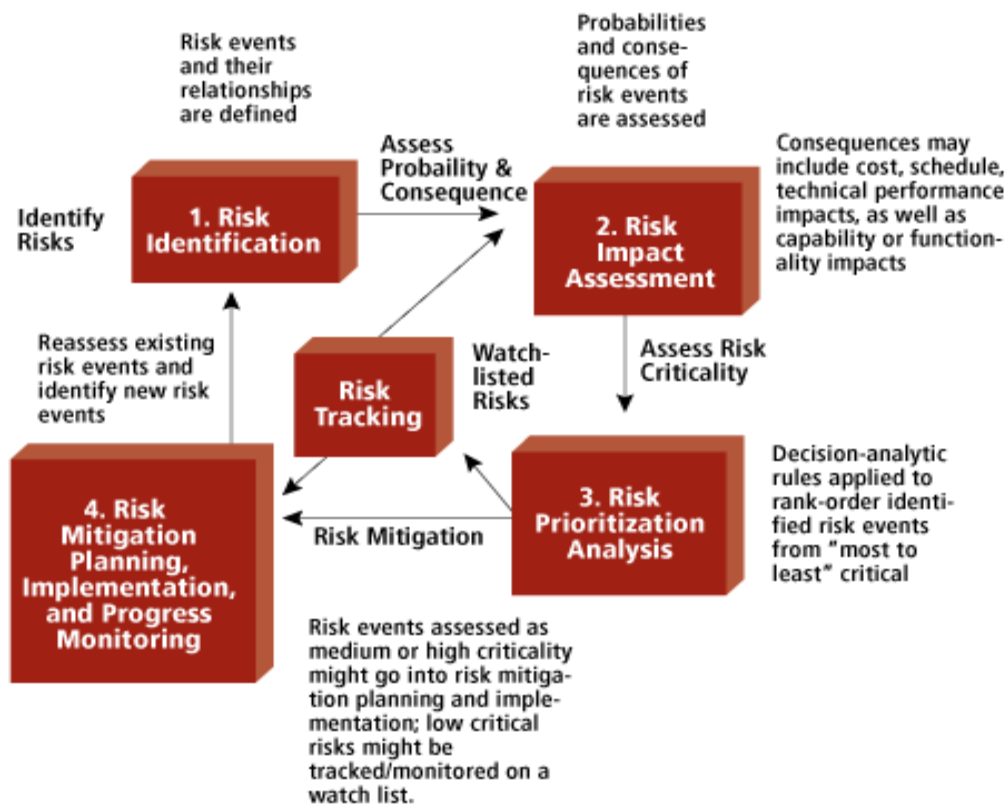 Risk events
and their
relationships
are defined
Probabilities
and conse-
quences of
risk events
are assessed
Assess
Probaility &
Consequence
Consequences may
include cost, schedule,
technical performance
impacts, as well as
capability or function-
ality impacts
Identify
Risks
1. Risk
Identification
2. Risk
Impact
Assessment
Reassess existing
risk events and
identify new risk
events
Risk
Tracking
Watch-
listed
Risks
Assess Risk
Criticality
4. Risk
Mitigation
Planning,
Implementation,
and Progress
Monitoring
Risk Mitigation
3. Risk
Prioritization
Analysis
Decision-analytic
rules applied to
rank-order identi-
fied risk events
from "most to
least" critical
Risk events assessed as
medium or high criticality
might go into risk mitiga-
tion planning and imple-
mentation; low critical
risks might be
tracked/monitored on a
watch list.